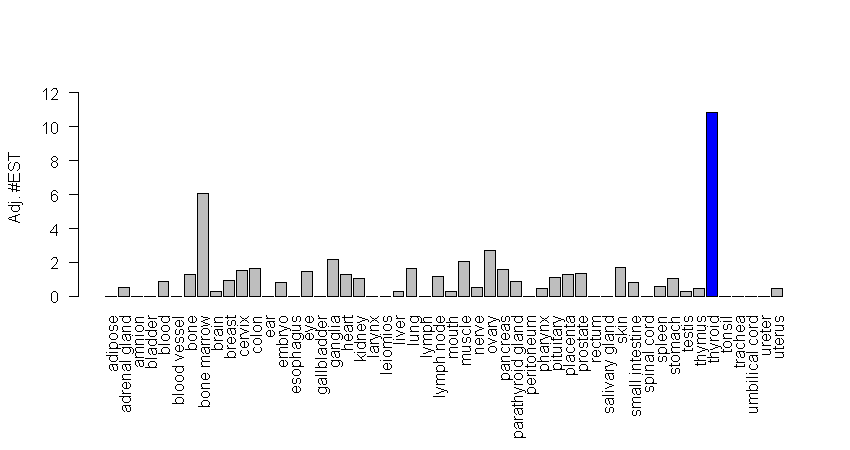 12
10
8
6
4
2
0
Adj. #EST
adipose
adrenal gland
amnion
bladder
blood
blood vessel
bone
bone marrow
brain
breast
cervix
colon
ear
embryo
esophagus
eye
gallbladder
ganglia
heart
kidney
larynx
leiomios
liver
lung
lymph
lymph node
mouth
muscle
nerve
ovary
pancreas
parathyroid gland
peritoneum
pharynx
pituitary
placenta
prostate
rectum
salivary gland
skin
small intestine
spinal cord
spleen
stomach
testis
thymus
thyroid
tonsil
trachea
umbilical cord
ureter
uterus